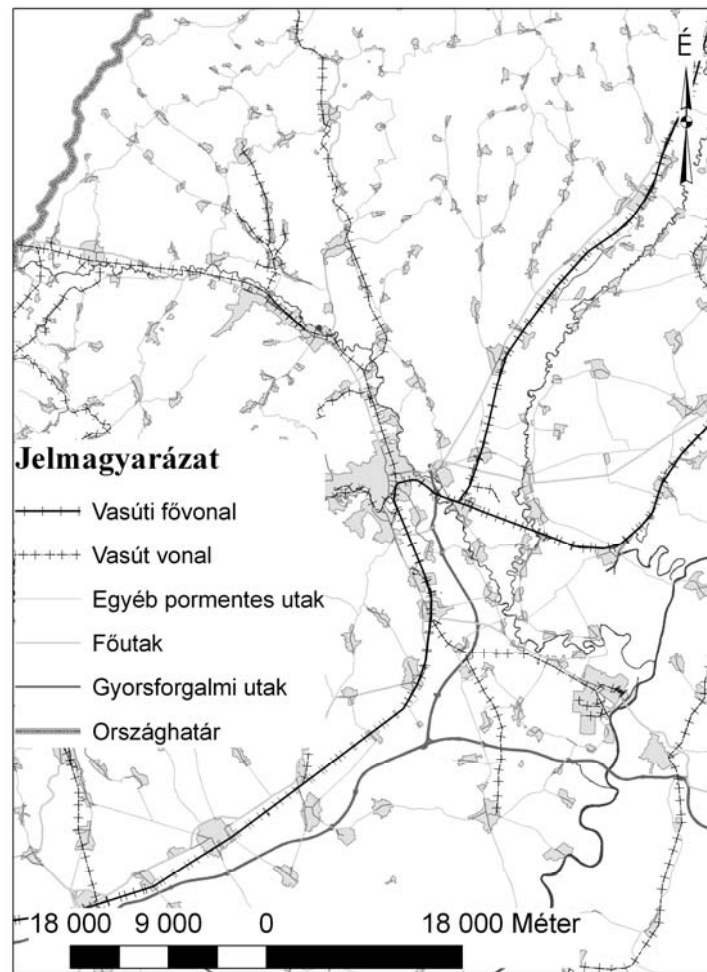 É
Jelmagyarázat
Vasúti fővonal
Vasút vonal
Egyéb pormentes utak
Főutak
Gyorsforgalmi utak
Országhatár
18 000 9 000 0 18 000 Méter